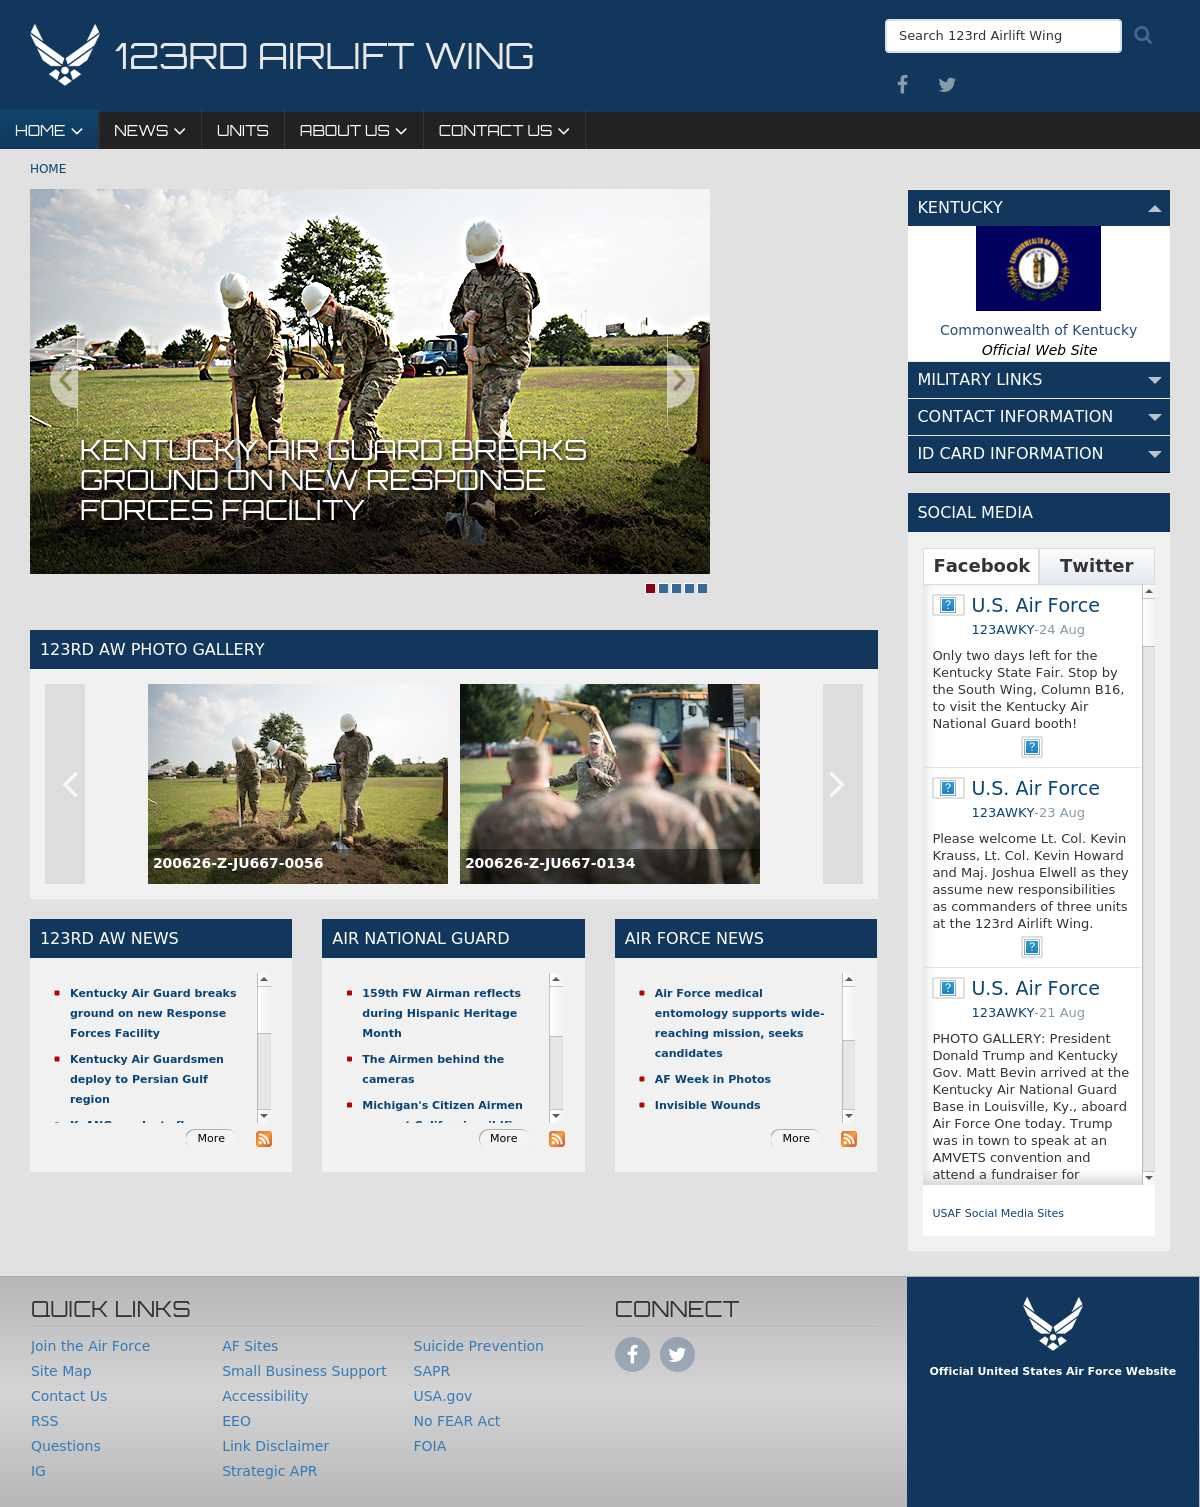 123RD AIRLIFT WING
Search 123rd Airlift Wing
HOME
NEWS
UNITS
ABOUT US
CONTACT US
HOME
KENTUCKY AIR GUARD BREAKS
GROUND ON NEW RESPONSE
FORCES FACILITY
123RD AW PHOTO GALLERY
200626-Z-JU667-0056
200626-Z-JU667-0134
123RD AW NEWS
Kentucky Air Guard breaks
ground on new Response
Forces Facility
Kentucky Air Guardsmen
deploy to Persian Gulf
region
More
AIR NATIONAL GUARD
159th FW Airman reflects
during Hispanic Heritage
Month
The Airmen behind the
cameras
Michigan's Citizen Airmen
More
AIR FORCE NEWS
Air Force medical
entomology supports wide-
reaching mission, seeks
candidates
AF Week in Photos
Invisible Wounds
More
KENTUCKY
COMMONWEALTH OF KENTUCKY
Commonwealth of Kentucky
Official Web Site
MILITARY LINKS
CONTACT INFORMATION
ID CARD INFORMATION
SOCIAL MEDIA
Facebook
Twitter
U.S. Air Force
123AWKY-24 Aug
Only two days left for the
Kentucky State Fair. Stop by
the South Wing, Column B16,
to visit the Kentucky Air
National Guard booth!
U.S. Air Force
123AWKY-23 Aug
Please welcome Lt. Col. Kevin
Krauss, Lt. Col. Kevin Howard
and Maj. Joshua Elwell as they
assume new responsibilities
as commanders of three units
at the 123rd Airlift Wing.
U.S. Air Force
123AWKY-21 Aug
PHOTO GALLERY: President
Donald Trump and Kentucky
Gov. Matt Bevin arrived at the
Kentucky Air National Guard
Base in Louisville, Ky., aboard
Air Force One today. Trump
was in town to speak at an
AMVETS convention and
attend a fundraiser for
USAF Social Media Sites
QUICK LINKS
Join the Air Force
Site Map
Contact Us
RSS
Questions
IG
AF Sites
Small Business Support
Accessibility
EEO
Link Disclaimer
Strategic APR
Suicide Prevention
SAPR
USA.gov
No FEAR Act
FOIA
CONNECT
Official United States Air Force Website